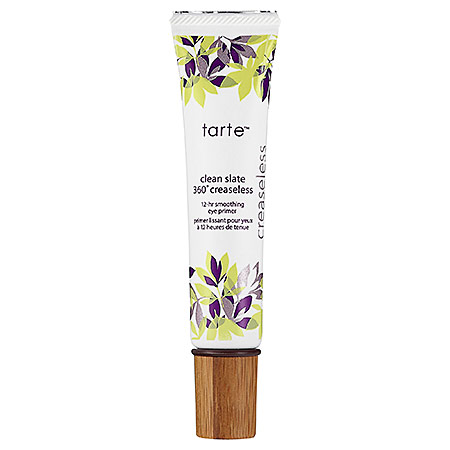 tarte™
clean slate
360° creaseless
12-hr smoothing
eye primer
primer lissant pour yeux
à 12 heures de tenue
creaseless